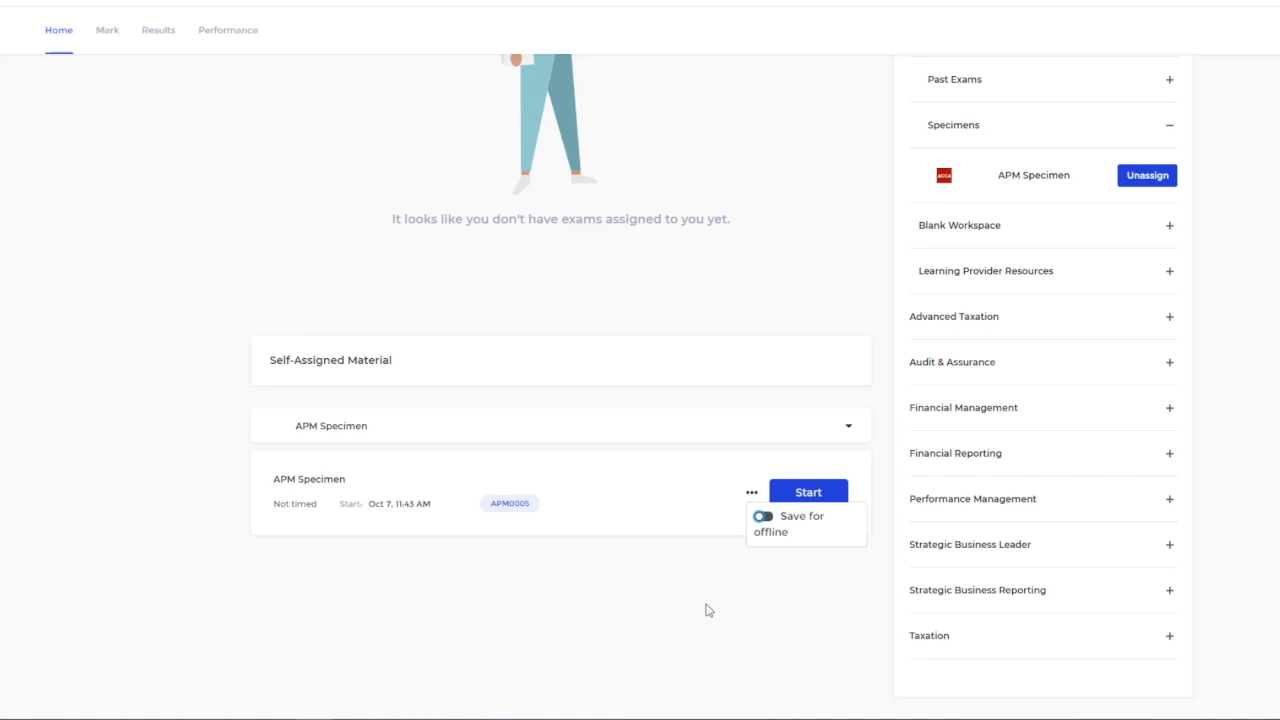 Home
Mark
Results
Performance
It looks like you don't have exams assigned to you yet.
Self-Assigned Material
APM Specimen
APM Specimen
Not timed
Start: Oct 7, 11:43 AM
APM0005
•••
Start
Save for
offline
Past Exams +
Specimens −
ACCA
APM Specimen
Unassign
Blank Workspace +
Learning Provider Resources +
Advanced Taxation +
Audit & Assurance +
Financial Management +
Financial Reporting +
Performance Management +
Strategic Business Leader +
Strategic Business Reporting +
Taxation +